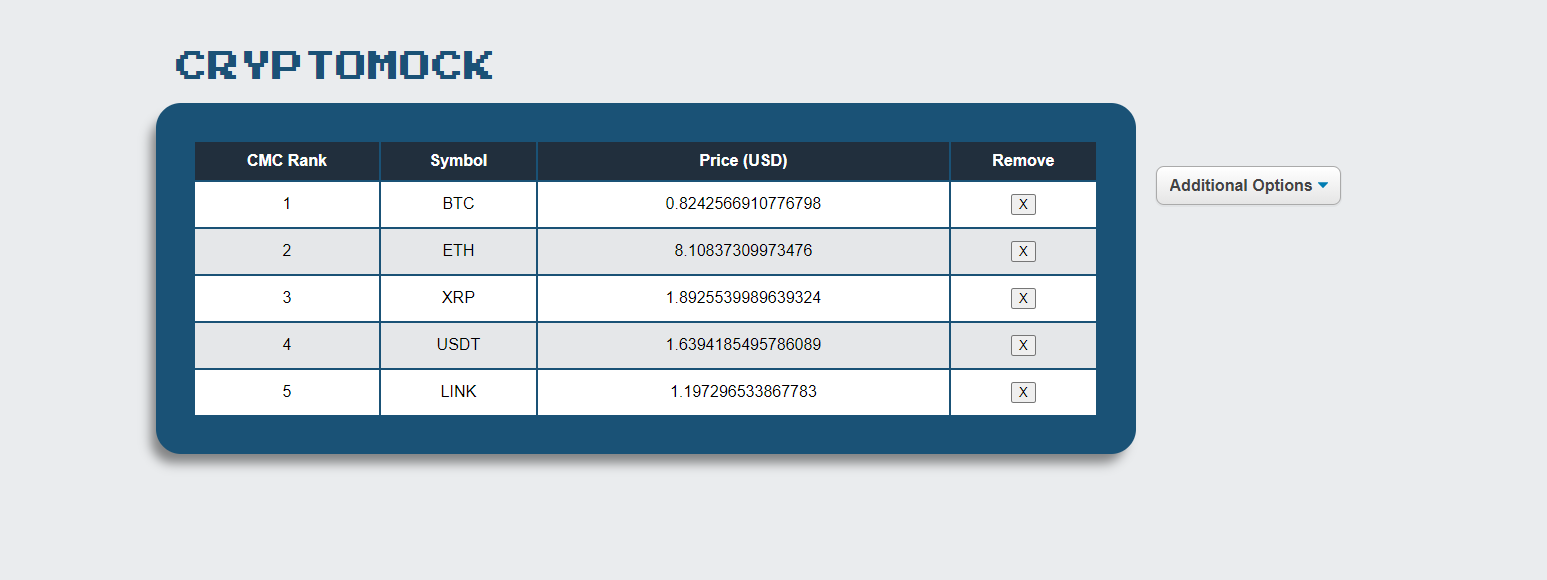 CRYPTOMOCK
CMC Rank Symbol Price (USD) Remove
1 BTC 0.8242566910776798 X
2 ETH 8.10837309973476 X
3 XRP 1.8925539989639324 X
4 USDT 1.6394185495786089 X
5 LINK 1.197296533867783 X
Additional Options